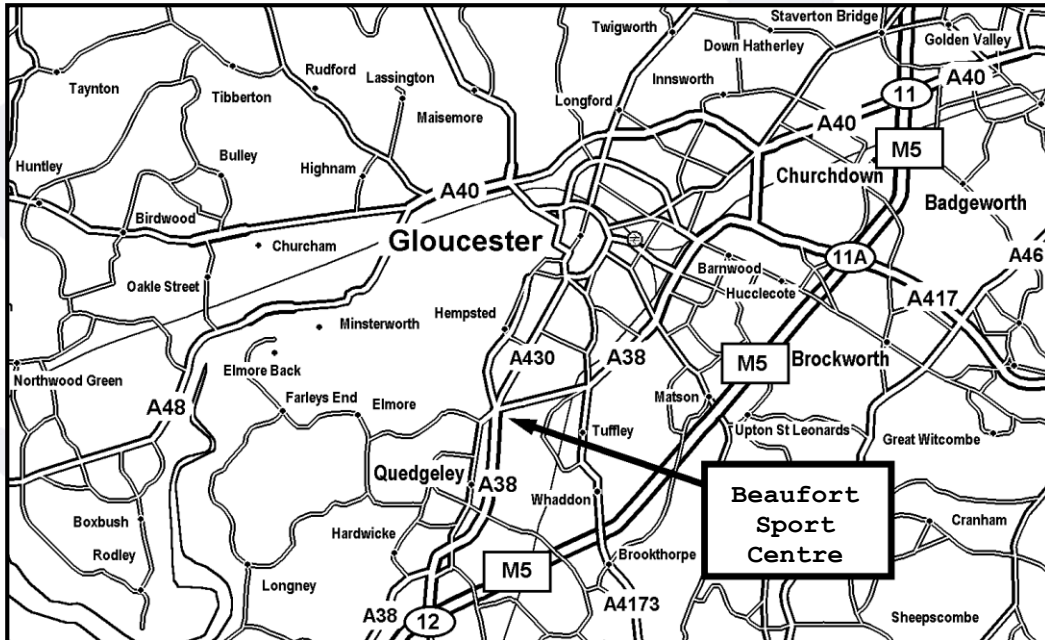 Staverton Bridge
Twigworth
Golden Valley
Down Hatherley
Rudford
Lassington
Innsworth
A40
Taynton
Tibberton
Longford
11
Maisemore
A40
M5
Huntley
Bulley
Highnam
Churchdown
A40
Badgeworth
Birdwood
Gloucester
Churcham
11A
A46
Barnwood
Oakle Street
Hucclecote
A417
Hempsted
Minsterworth
A430
A38
M5
Brockworth
Northwood Green
Elmore Back
A48
Farleys End
Elmore
Matson
Tuffley
Upton St Leonards
Great Witcombe
Quedgeley
A38
Whaddon
Beaufort
Sport
Centre
Boxbush
Hardwicke
Cranham
Rodley
Brookthorpe
M5
Longney
A38
12
A4173
Sheepscombe